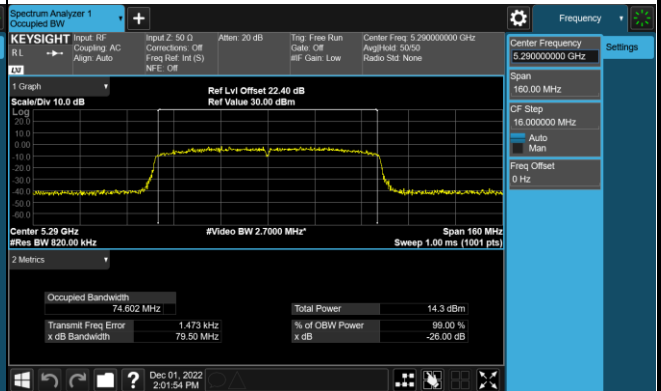 Spectrum Analyzer 1
Occupied BW
Frequency
KEYSIGHT
RL
LXI
Input: RF
Coupling: AC
Align: Auto
Input Z: 50 Ω
Corrections: Off
Freq Ref: Int (S)
NFE: Off
Atten: 20 dB
Trig: Free Run
Gate: Off
#IF Gain: Low
Center Freq: 5.290000000 GHz
Avg|Hold: 50/50
Radio Std: None
Center Frequency
5.290000000 GHz
Settings
Span
160.00 MHz
CF Step
16.000000 MHz
Auto
Man
Freq Offset
0 Hz
1 Graph
Scale/Div 10.0 dB
Ref Lvl Offset 22.40 dB
Ref Value 30.00 dBm
Log
20.0
10.0
0.00
-10.0
-20.0
-30.0
-40.0
-50.0
-60.0
Center 5.29 GHz
#Video BW 2.7000 MHz*
Span 160 MHz
#Res BW 820.00 kHz
Sweep 1.00 ms (1001 pts)
2 Metrics
Occupied Bandwidth
74.602 MHz
Total Power 14.3 dBm
Transmit Freq Error 1.473 kHz
% of OBW Power 99.00 %
x dB Bandwidth 79.50 MHz
x dB -26.00 dB
?
Dec 01, 2022
2:01:54 PM